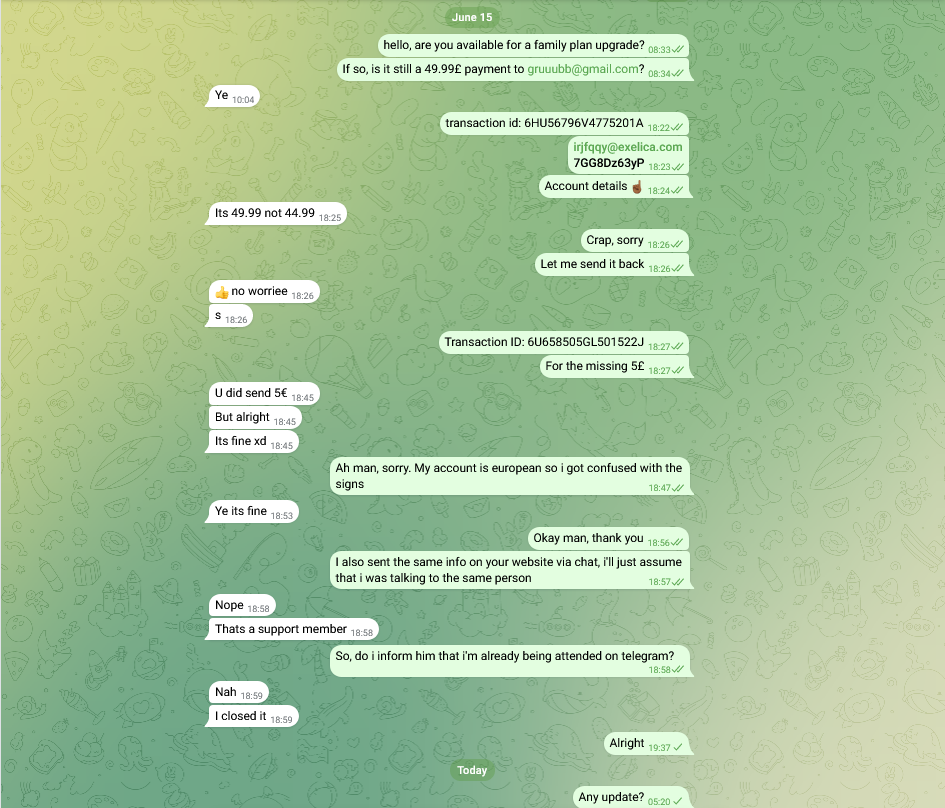 June 15
hello, are you available for a family plan upgrade? 08:33
If so, is it still a 49.99£ payment to gruuubb@gmail.com? 08:34
Ye 10:04
transaction id: 6HU56796V4775201A 18:22
irjfqqy@exelica.com
7GG8Dz63yP 18:23
Account details ☝🏾 18:24
Its 49.99 not 44.99 18:25
Crap, sorry 18:26
Let me send it back 18:26
👍no worriee 18:26
s 18:26
Transaction ID: 6U658505GL501522J 18:27
For the missing 5£ 18:27
U did send 5€ 18:45
But alright 18:45
Its fine xd 18:45
Ah man, sorry. My account is european so i got confused with the
signs 18:47
Ye its fine 18:53
Okay man, thank you 18:56
I also sent the same info on your website via chat, i'll just assume
that i was talking to the same person 18:57
Nope 18:58
Thats a support member 18:58
So, do i inform him that i'm already being attended on telegram?
18:58
Nah 18:59
I closed it 18:59
Alright 19:37
Today
Any update? 05:20